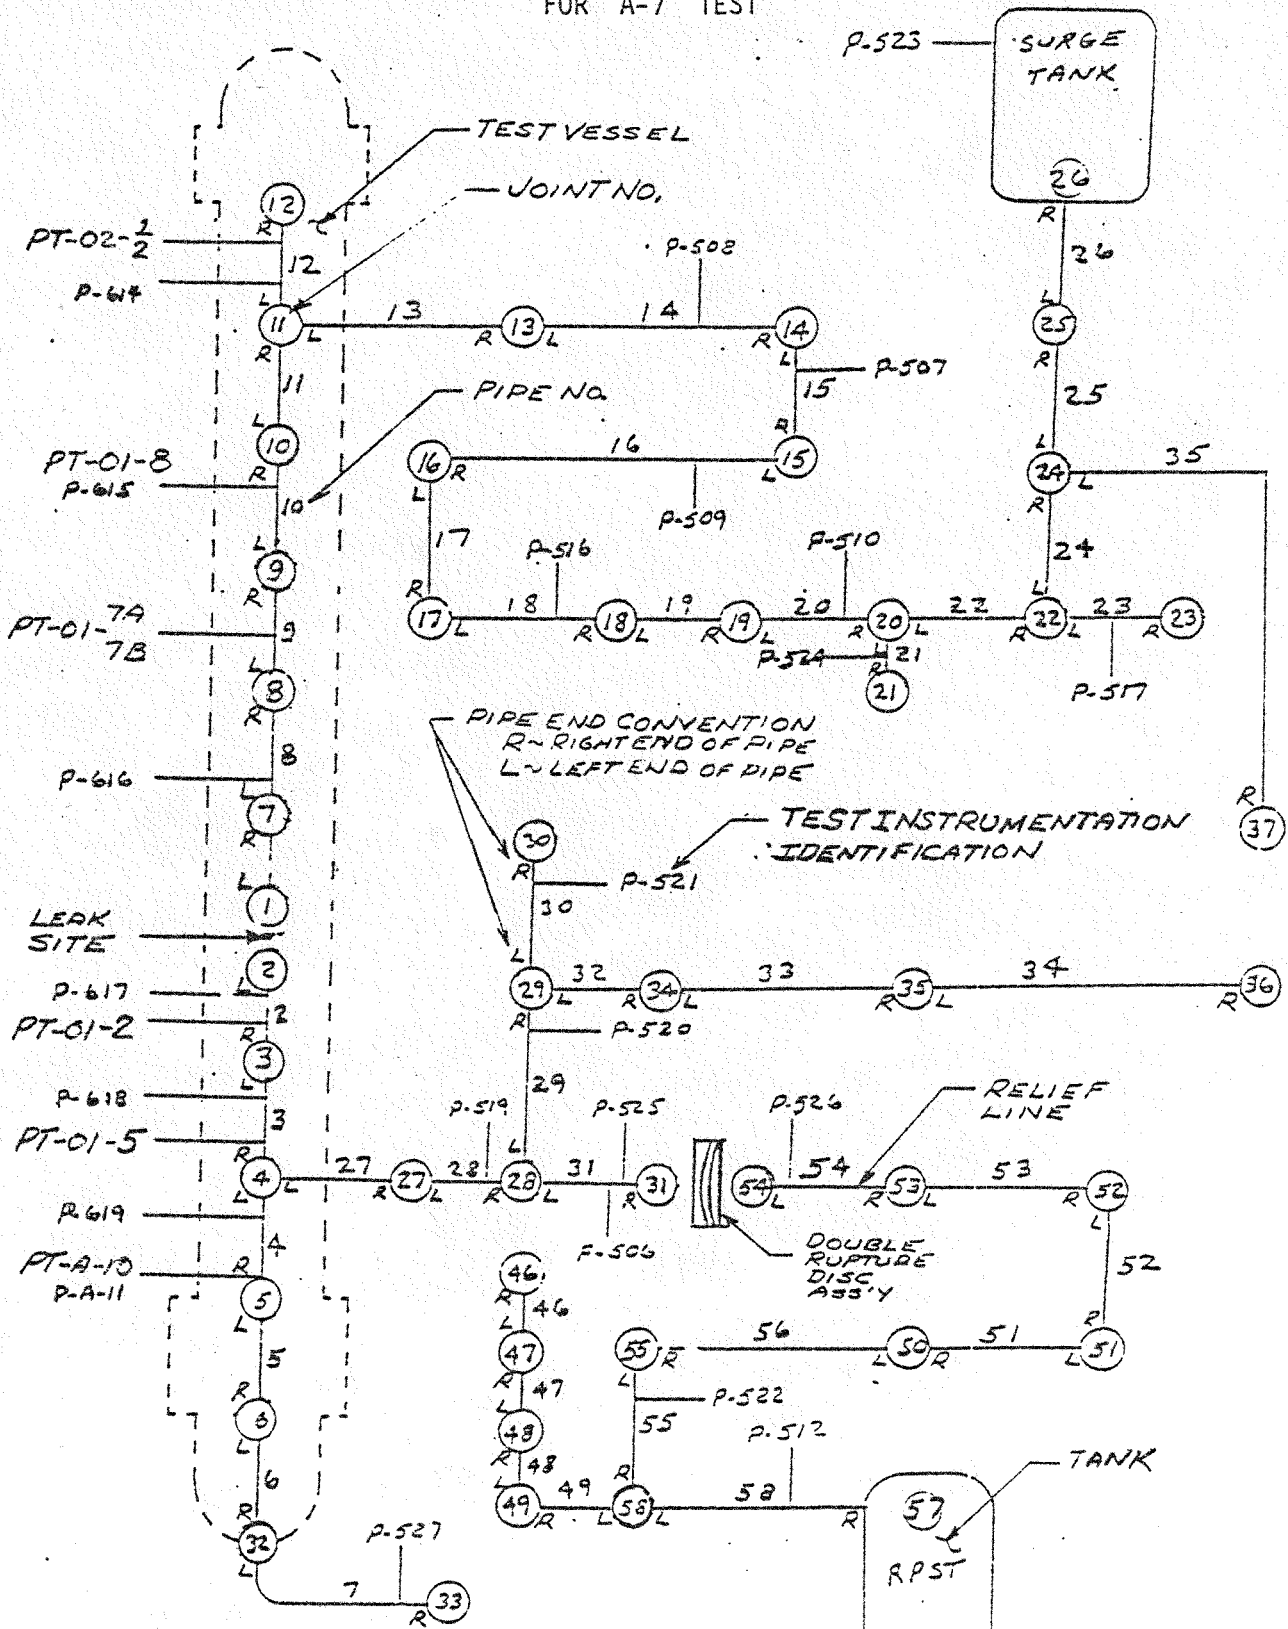 FOR A-7 TEST
P-523
SURGE
TANK
26
R
TEST VESSEL
JOINT NO.
12
R
PT-02-1/2
12
P-614
L
11
L
13
R
13
L
14
P-508
R
14
26
L
25
R
R
11
L
10
R
PIPE NO.
L
P-507
15
R
15
L
16
16
R
L
P-509
25
L
24
L
35
R
PT-01-8
P-615
10
L
9
R
17
R
17
L
P-516
18
R
18
L
19
R
19
L
P-510
20
R
20
L
22
24
L
R
22
L
23
R
23
P-517
PT-01-7A
7B
9
L
8
R
P-524
L
R
21
21
PIPE END CONVENTION
R~RIGHT END OF PIPE
L~LEFT END OF PIPE
8
P-616
L
7
R
R
37
TEST INSTRUMENTATION
IDENTIFICATION
30
R
P-521
30
L
1
LEAK
SITE
2
L
L
29
L
32
R
34
L
33
R
35
L
34
R
36
P-617
PT-01-2
2
R
3
L
R
P-520
29
P-618
3
PT-01-5
R
4
L
L
27
R
27
L
28
P-519
R
L
28
L
31
P-525
R
31
P-506
54
L
P-526
54
RELIEF
LINE
R
53
L
53
R
52
L
P-619
4
PT-A-10
P-A-11
R
5
L
DOUBLE
RUPTURE
DISC
ASS'Y
52
R
51
L
51
R
50
L
56
R
55
L
46
R
46
L
47
R
47
L
48
R
48
L
49
R
49
L
5
R
6
L
P-522
55
R
58
L
58
P-512
R
57
TANK
RPST
6
R
32
L
P-527
7
R
33